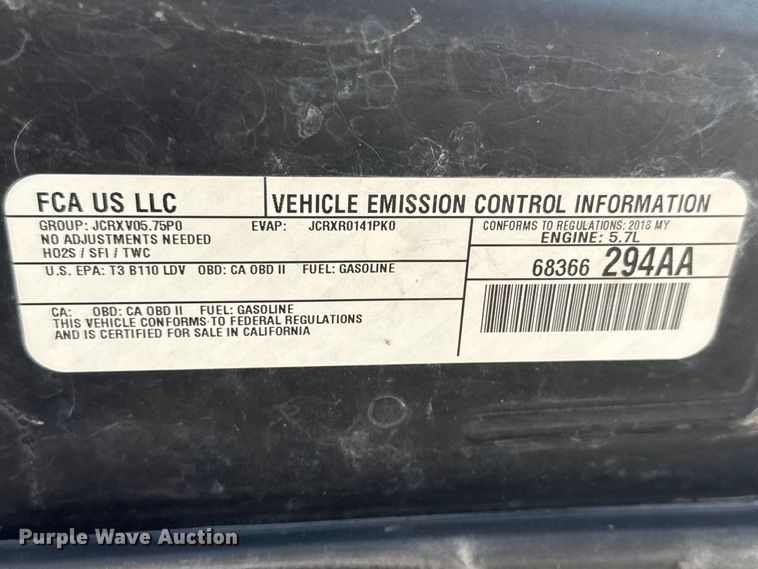 FCA US LLC
VEHICLE EMISSION CONTROL INFORMATION
GROUP: JCRXV05.75P0 EVAP: JCRXR0141PK0
NO ADJUSTMENTS NEEDED
HO2S / SFI / TWC
CONFORMS TO REGULATIONS: 2018 MY
ENGINE: 5.7L
U.S. EPA: T3 B110 LDV OBD: CA OBD II FUEL: GASOLINE
68366 294AA
CA: OBD: CA OBD II FUEL: GASOLINE
THIS VEHICLE CONFORMS TO FEDERAL REGULATIONS
AND IS CERTIFIED FOR SALE IN CALIFORNIA
Purple Wave Auction